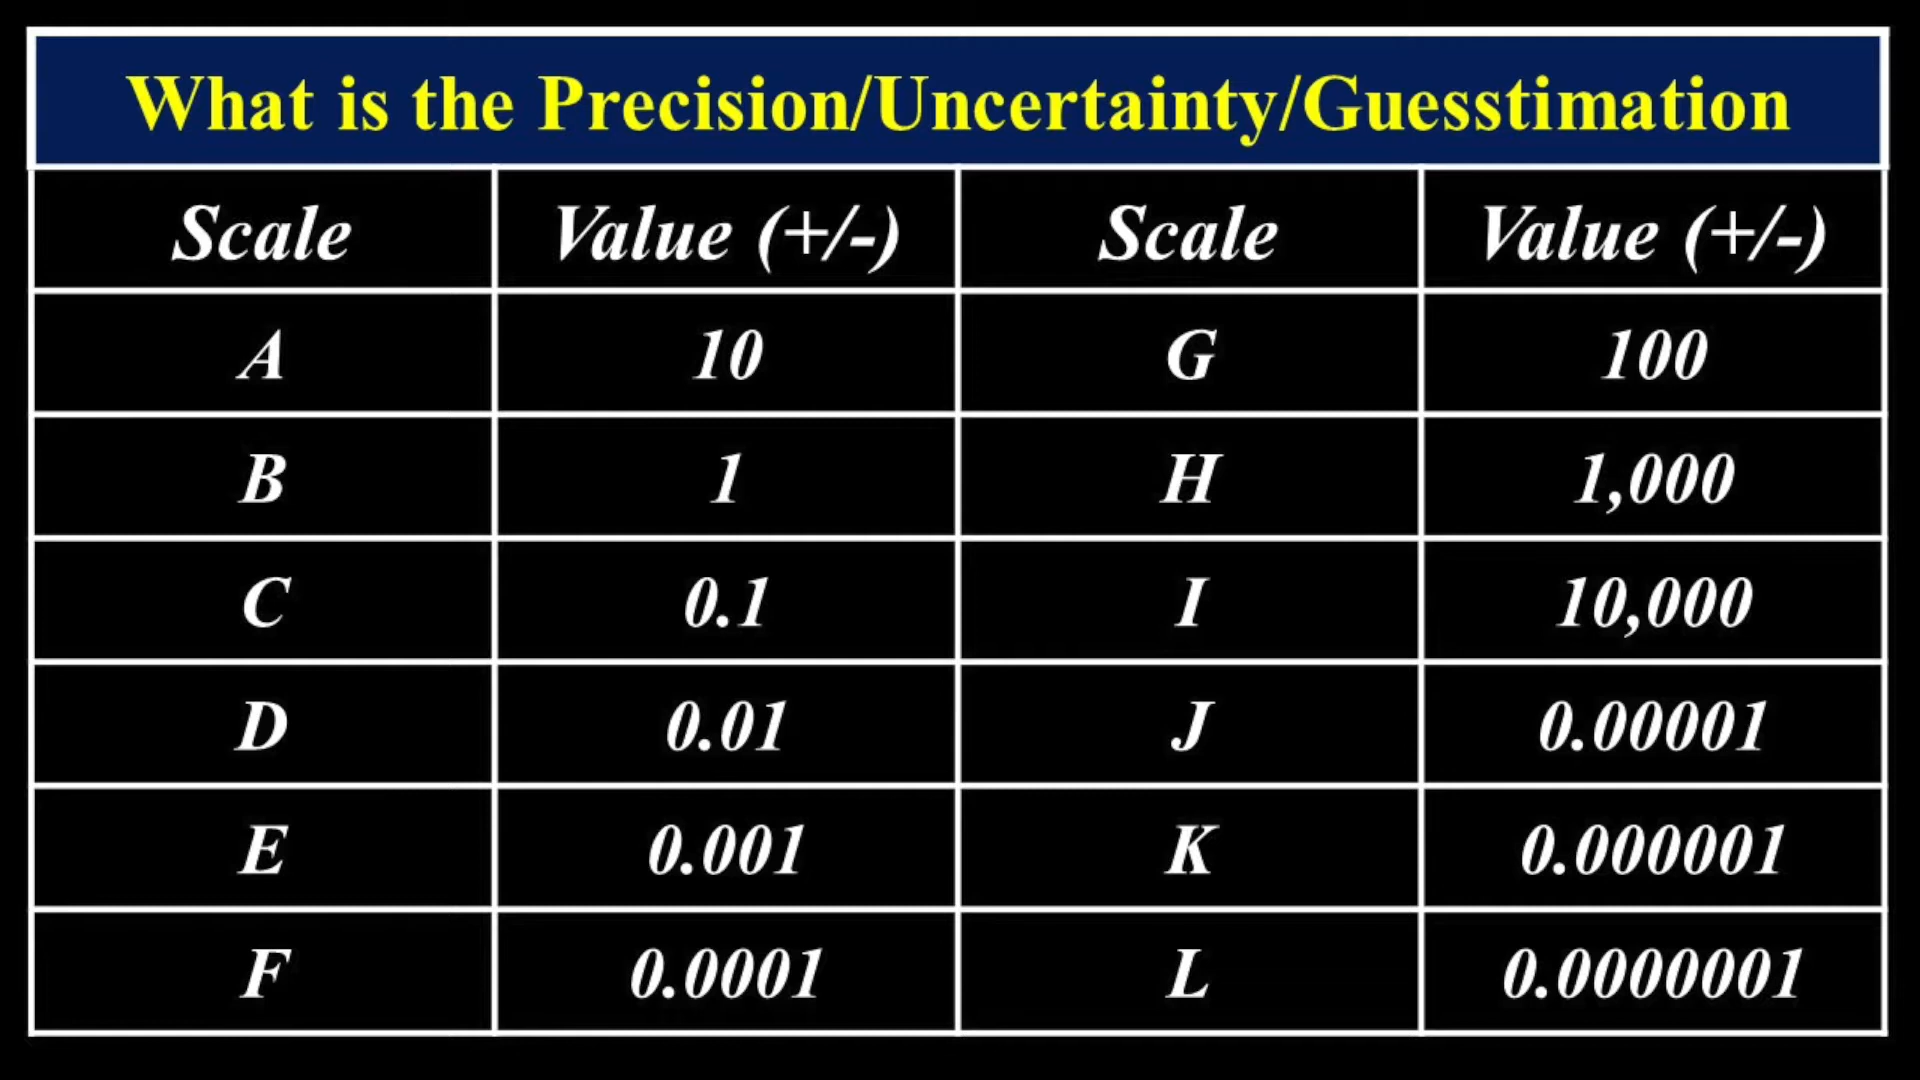 What is the Precision/Uncertainty/Guesstimation
Scale Value (+/-) Scale Value (+/-)
A 10 G 100
B 1 H 1,000
C 0.1 I 10,000
D 0.01 J 0.00001
E 0.001 K 0.000001
F 0.0001 L 0.0000001